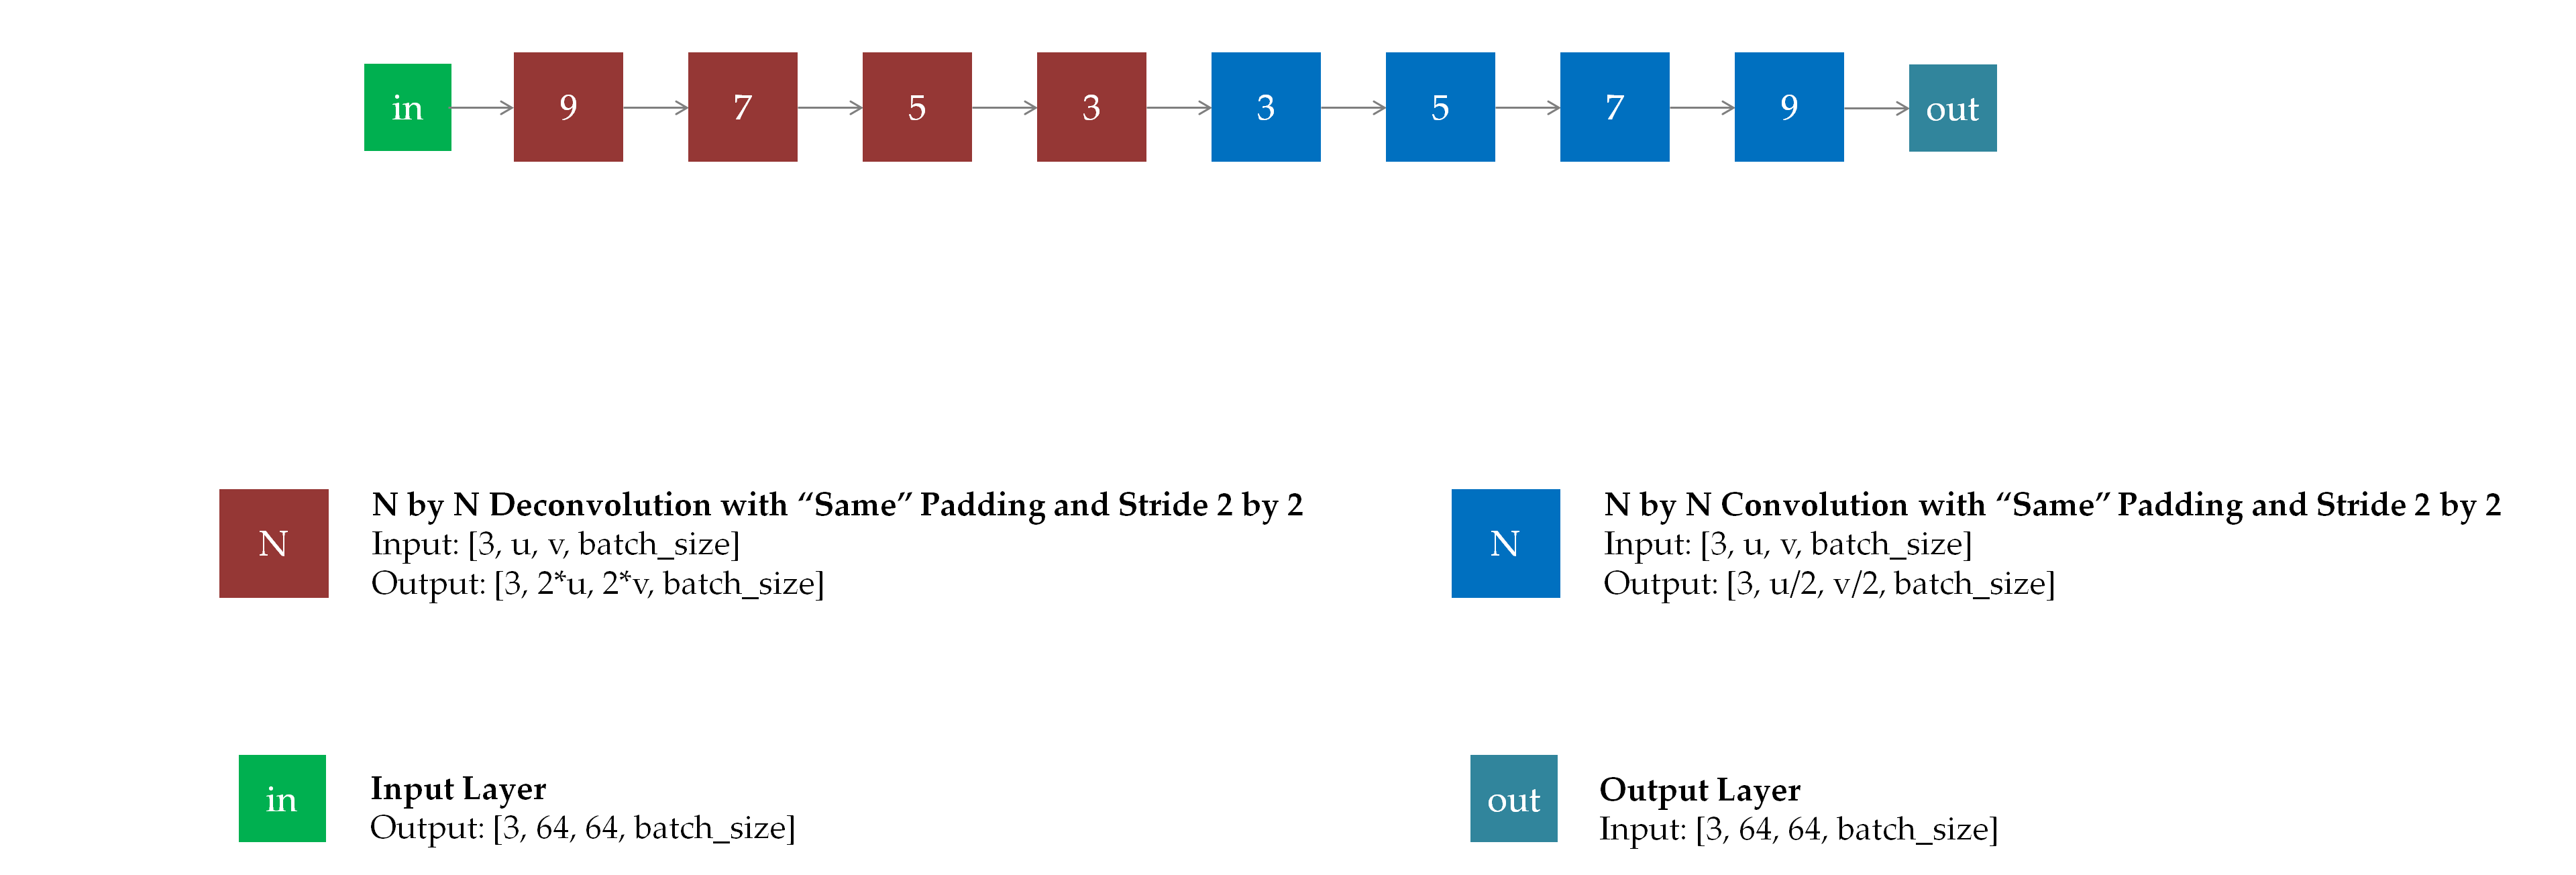 in 9 7 5 3 3 5 7 9 out
N
N by N Deconvolution with “Same” Padding and Stride 2 by 2
Input: [3, u, v, batch_size]
Output: [3, 2*u, 2*v, batch_size]
N
N by N Convolution with “Same” Padding and Stride 2 by 2
Input: [3, u, v, batch_size]
Output: [3, u/2, v/2, batch_size]
in
Input Layer
Output: [3, 64, 64, batch_size]
out
Output Layer
Input: [3, 64, 64, batch_size]